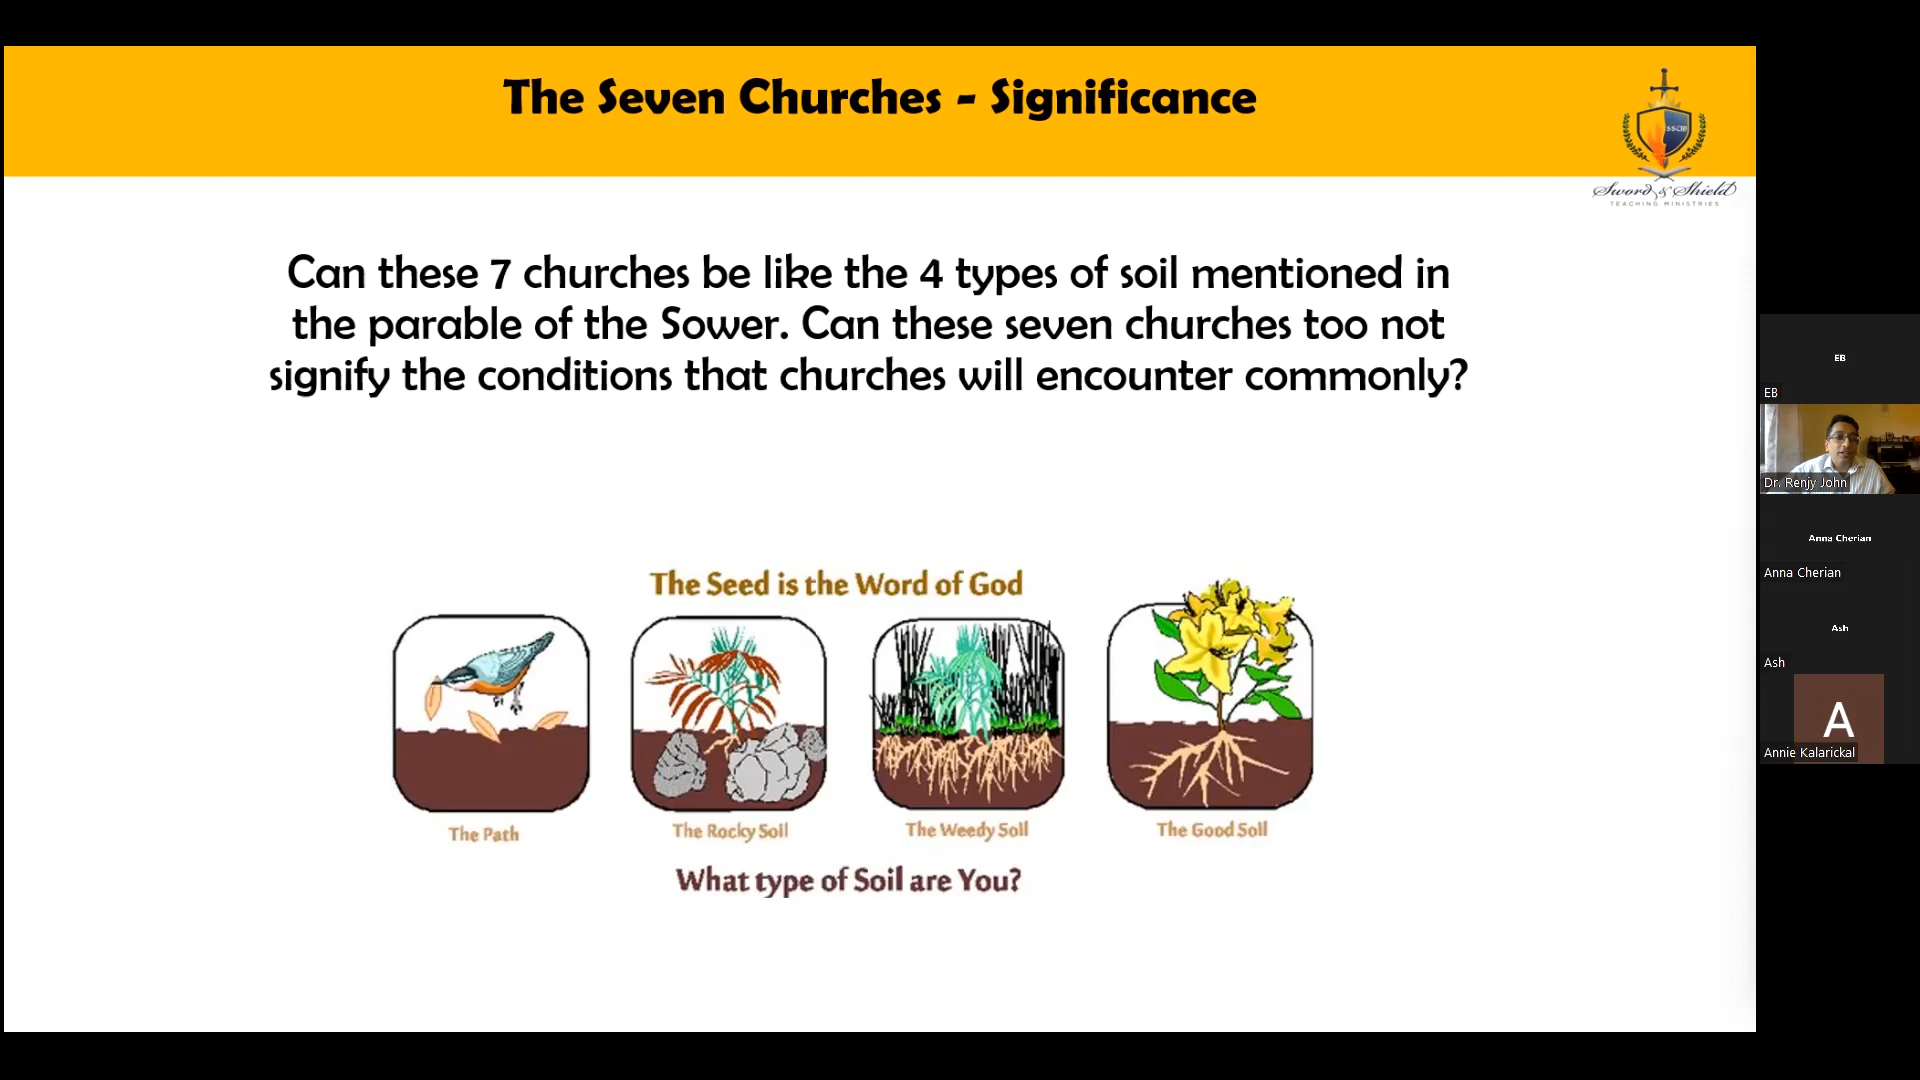 The Seven Churches - Significance
SSTM
Sword & Shield
TEACHING MINISTRIES
Can these 7 churches be like the 4 types of soil mentioned in
the parable of the Sower. Can these seven churches too not
signify the conditions that churches will encounter commonly?
The Seed is the Word of God
The Path
The Rocky Soil
The Weedy Soil
The Good Soil
What type of Soil are You?
EB
EB
Dr. Renjy John
Anna Cherian
Anna Cherian
Ash
Ash
A
Annie Kalarickal